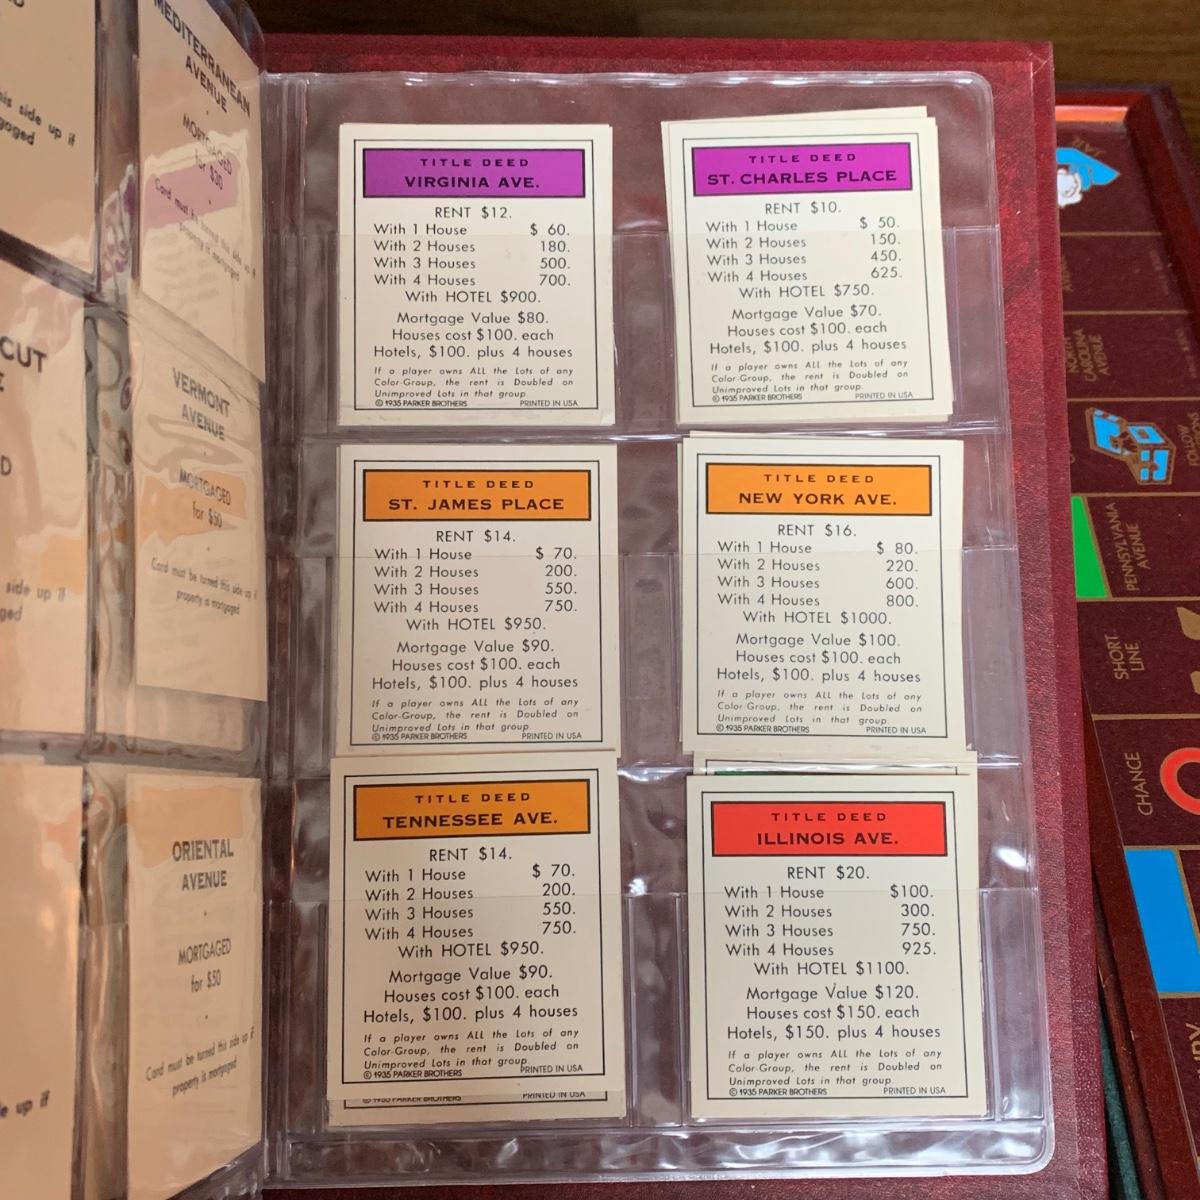 MEDITERRANEAN
AVENUE
MORTGAGED
for $30
Card must be turned this side up if
property is mortgaged
his side up if
gaged
CUT
VERMONT
AVENUE
MORTGAGED
for $50
Card must be turned this side up if
property is mortgaged
D
side up if
ged
ORIENTAL
AVENUE
MORTGAGED
for $50
Card must be turned this side up if
property is mortgaged
up if
TITLE DEED
VIRGINIA AVE.
RENT $12.
With 1 House $ 60.
With 2 Houses 180.
With 3 Houses 500.
With 4 Houses 700.
With HOTEL $900.
Mortgage Value $80.
Houses cost $100. each
Hotels, $100. plus 4 houses
If a player owns ALL the Lots of any
Color-Group, the rent is Doubled on
Unimproved Lots in that group.
© 1935 PARKER BROTHERS PRINTED IN USA
TITLE DEED
ST. CHARLES PLACE
RENT $10.
With 1 House $ 50.
With 2 Houses 150.
With 3 Houses 450.
With 4 Houses 625.
With HOTEL $750.
Mortgage Value $70.
Houses cost $100. each
Hotels, $100. plus 4 houses
If a player owns ALL the Lots of any
Color-Group, the rent is Doubled on
Unimproved Lots in that group.
© 1935 PARKER BROTHERS PRINTED IN USA
TITLE DEED
ST. JAMES PLACE
RENT $14.
With 1 House $ 70.
With 2 Houses 200.
With 3 Houses 550.
With 4 Houses 750.
With HOTEL $950.
Mortgage Value $90.
Houses cost $100. each
Hotels, $100. plus 4 houses
If a player owns ALL the Lots of any
Color-Group, the rent is Doubled on
Unimproved Lots in that group.
© 1935 PARKER BROTHERS PRINTED IN USA
TITLE DEED
NEW YORK AVE.
RENT $16.
With 1 House $ 80.
With 2 Houses 220.
With 3 Houses 600.
With 4 Houses 800.
With HOTEL $1000.
Mortgage Value $100.
Houses cost $100. each
Hotels, $100. plus 4 houses
If a player owns ALL the Lots of any
Color-Group, the rent is Doubled on
Unimproved Lots in that group.
© 1935 PARKER BROTHERS PRINTED IN USA
TITLE DEED
TENNESSEE AVE.
RENT $14.
With 1 House $ 70.
With 2 Houses 200.
With 3 Houses 550.
With 4 Houses 750.
With HOTEL $950.
Mortgage Value $90.
Houses cost $100. each
Hotels, $100. plus 4 houses
If a player owns ALL the Lots of any
Color-Group, the rent is Doubled on
Unimproved Lots in that group.
© 1935 PARKER BROTHERS PRINTED IN USA
© 1935 PARKER BROTHERS PRINTED IN USA
TITLE DEED
ILLINOIS AVE.
RENT $20.
With 1 House $100.
With 2 Houses 300.
With 3 Houses 750.
With 4 Houses 925.
With HOTEL $1100.
Mortgage Value $120.
Houses cost $150. each
Hotels, $150. plus 4 houses
If a player owns ALL the Lots of any
Color-Group, the rent is Doubled on
Unimproved Lots in that group.
© 1935 PARKER BROTHERS PRINTED IN USA
JAIL
NORTH
CAROLINA
AVENUE
PENNSYLVANIA
AVENUE
SHORT
LINE
CHANCE